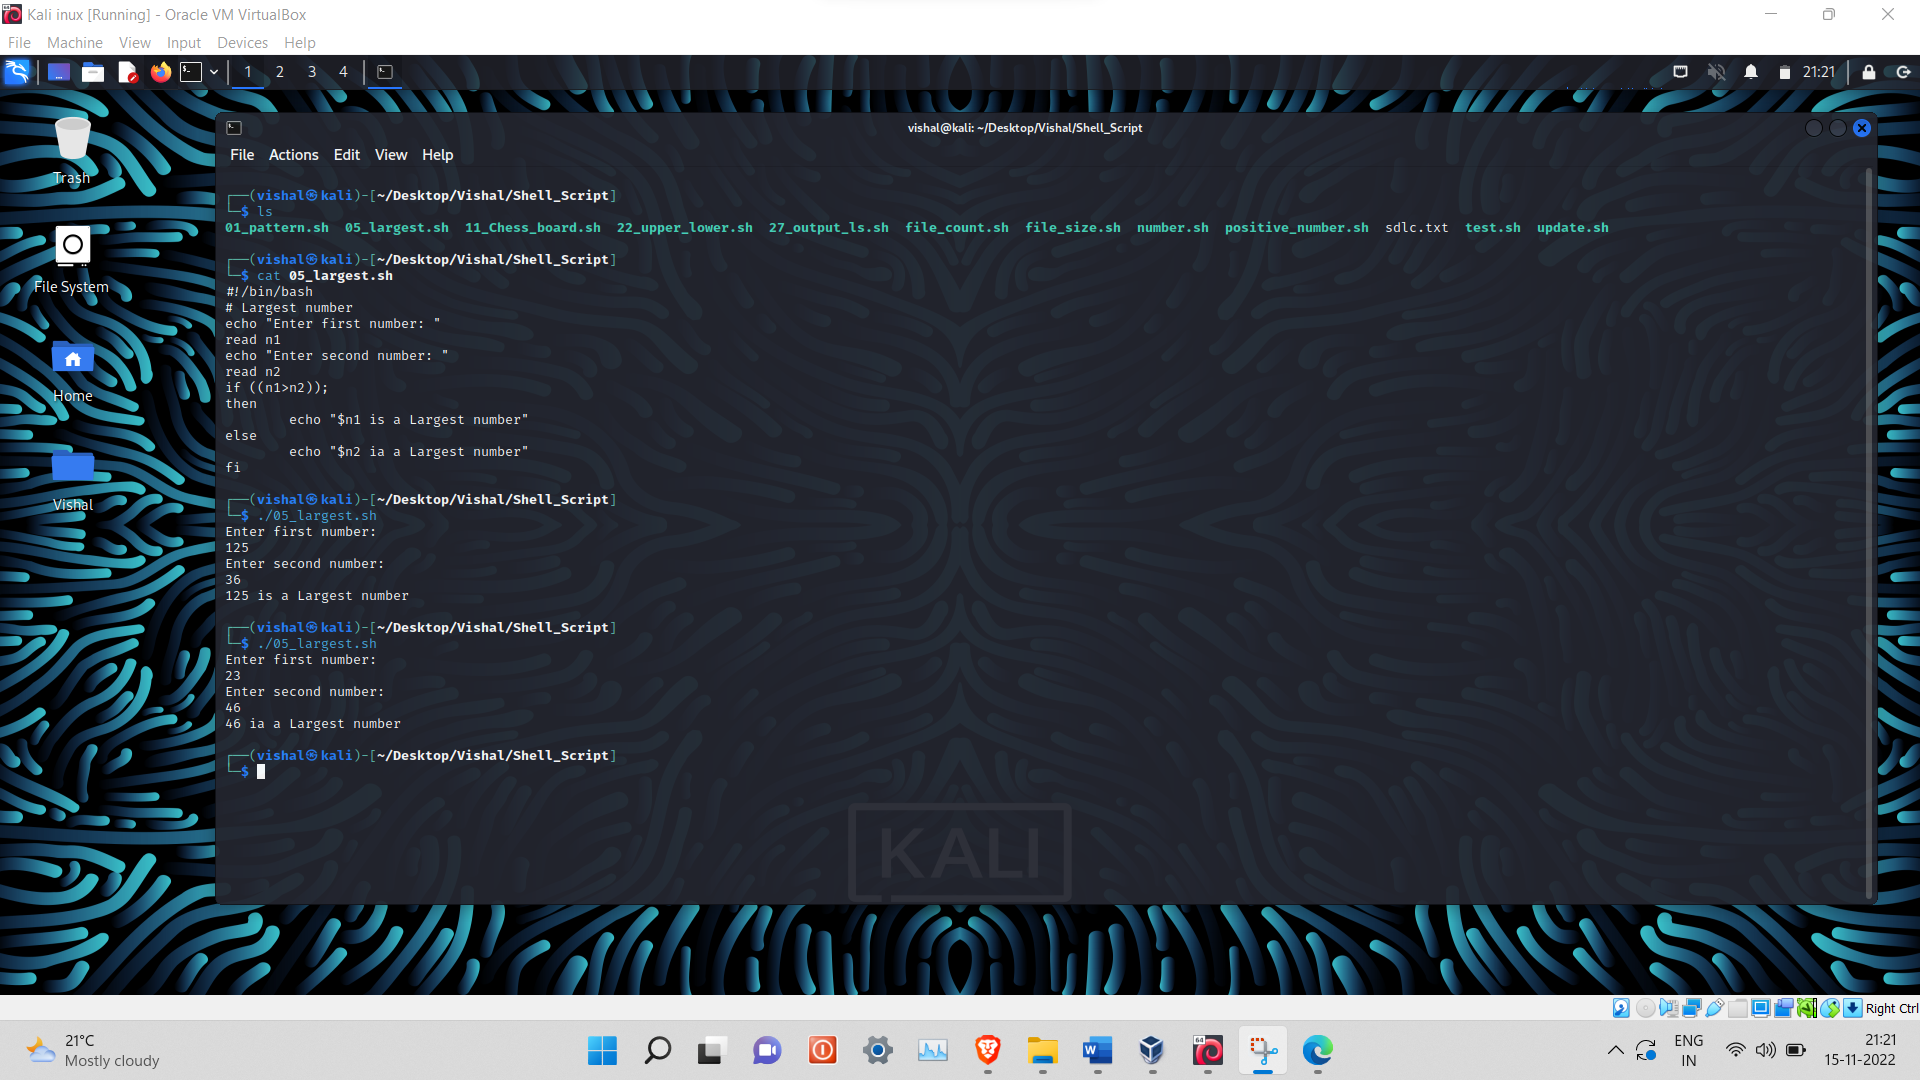 Kali inux [Running] - Oracle VM VirtualBox
File Machine View Input Devices Help
1 2 3 4
21:21
vishal@kali: ~/Desktop/Vishal/Shell_Script
File Actions Edit View Help
Trash
File System
Home
Vishal
┌──(vishal㉿kali)-[~/Desktop/Vishal/Shell_Script]
└─$ ls
01_pattern.sh 05_largest.sh 11_Chess_board.sh 22_upper_lower.sh 27_output_ls.sh file_count.sh file_size.sh number.sh positive_number.sh sdlc.txt test.sh update.sh
┌──(vishal㉿kali)-[~/Desktop/Vishal/Shell_Script]
└─$ cat 05_largest.sh
#!/bin/bash
# Largest number
echo "Enter first number: "
read n1
echo "Enter second number: "
read n2
if ((n1>n2));
then
echo "$n1 is a Largest number"
else
echo "$n2 ia a Largest number"
fi
┌──(vishal㉿kali)-[~/Desktop/Vishal/Shell_Script]
└─$ ./05_largest.sh
Enter first number:
125
Enter second number:
36
125 is a Largest number
┌──(vishal㉿kali)-[~/Desktop/Vishal/Shell_Script]
└─$ ./05_largest.sh
Enter first number:
23
Enter second number:
46
46 ia a Largest number
┌──(vishal㉿kali)-[~/Desktop/Vishal/Shell_Script]
└─$
KALI
Right Ctrl
21°C
Mostly cloudy
64
ENG
IN
21:21
15-11-2022